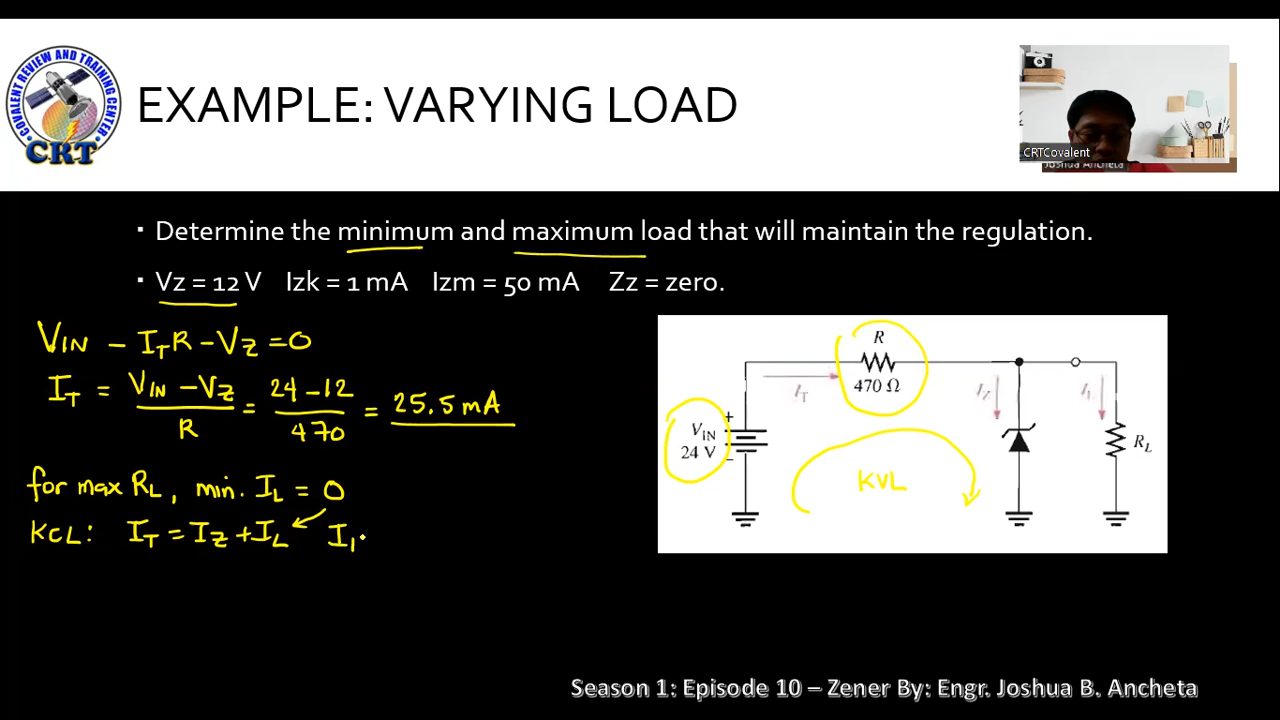 COVALENT REVIEW AND TRAINING CENTER
CRT
EXAMPLE: VARYING LOAD
CRTCovalent
Joshua Ancheta
▪ Determine the minimum and maximum load that will maintain the regulation.
▪ Vz = 12 V Izk = 1 mA Izm = 50 mA Zz = zero.
VIN - ITR - VZ = 0
IT = VIN - VZ / R = 24 - 12 / 470 = 25.5 mA
for max RL, min. IL = 0
KCL: IT = IZ + IL
R
470 Ω
IT
IZ
IL
+
VIN
24 V
–
KVL
RL
Season 1: Episode 10 – Zener By: Engr. Joshua B. Ancheta